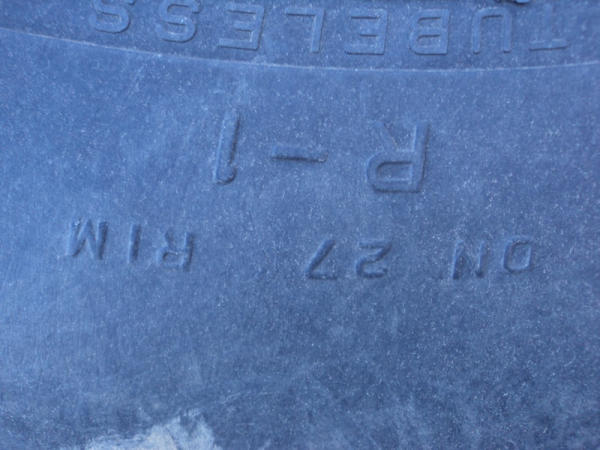 ON 27 RIM
R-1
TUBELESS